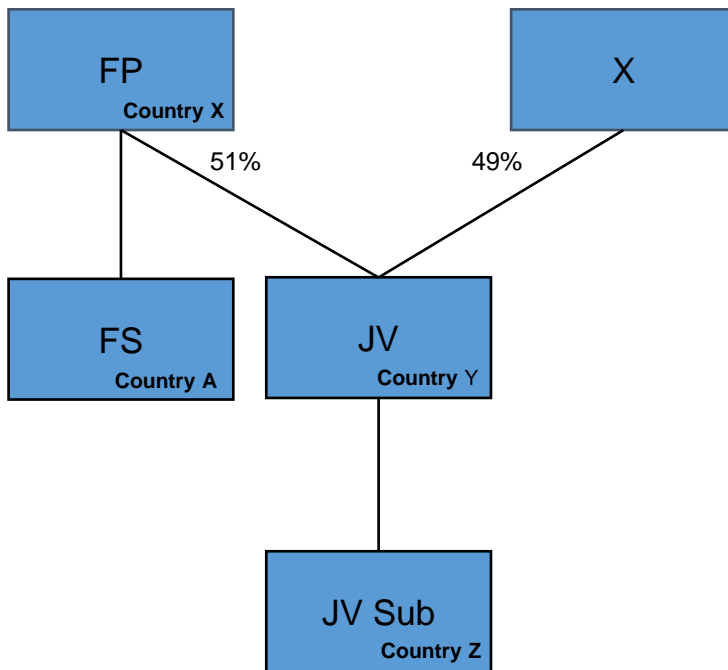 FP
Country X
X
51%
49%
FS
Country A
JV
Country Y
JV Sub
Country Z